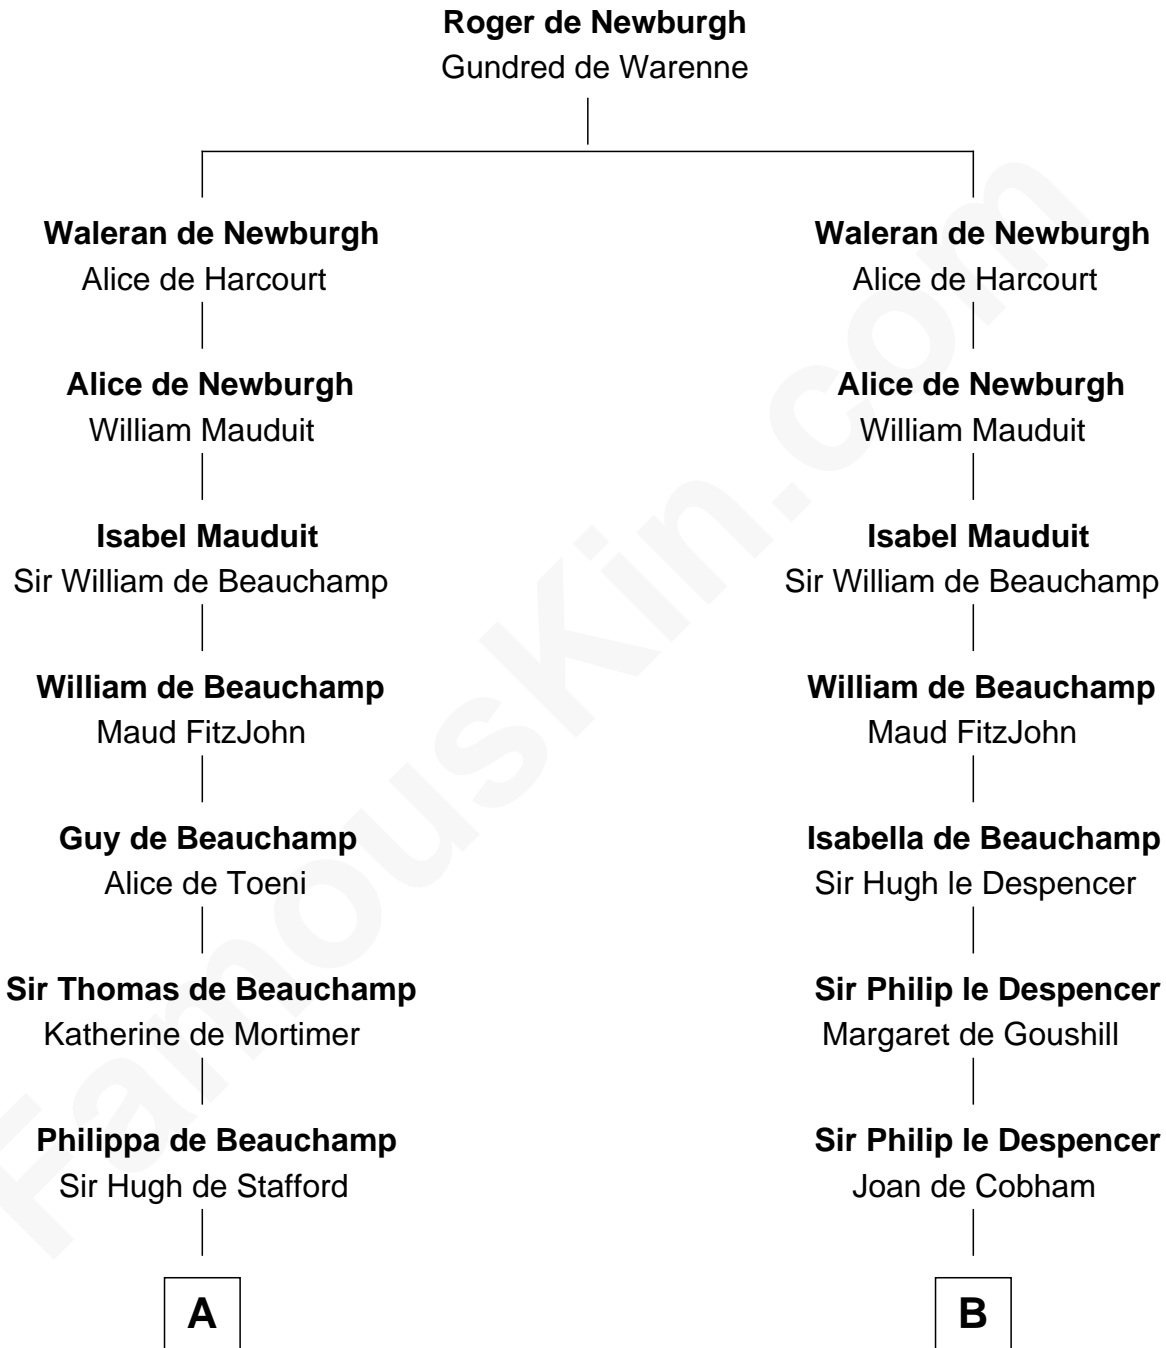 Roger de Newburgh
Gundred de Warenne
Waleran de Newburgh
Alice de Harcourt
Alice de Newburgh
William Mauduit
Isabel Mauduit
Sir William de Beauchamp
William de Beauchamp
Maud FitzJohn
Guy de Beauchamp
Alice de Toeni
Sir Thomas de Beauchamp
Katherine de Mortimer
Philippa de Beauchamp
Sir Hugh de Stafford
A
Waleran de Newburgh
Alice de Harcourt
Alice de Newburgh
William Mauduit
Isabel Mauduit
Sir William de Beauchamp
William de Beauchamp
Maud FitzJohn
Isabella de Beauchamp
Sir Hugh le Despencer
Sir Philip le Despencer
Margaret de Goushill
Sir Philip le Despencer
Joan de Cobham
B
FamousKin.com